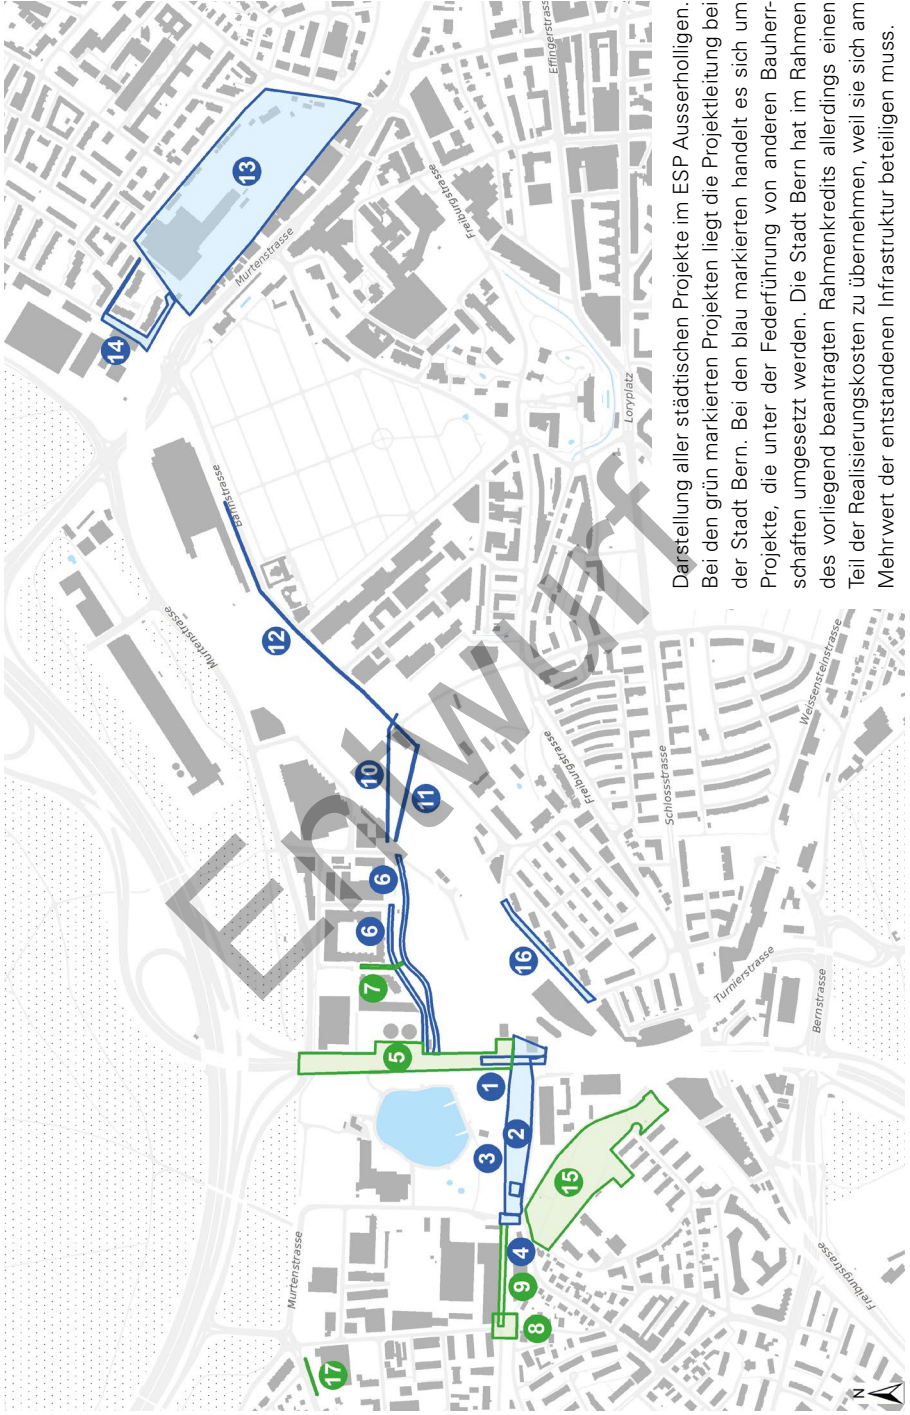 Darstellung aller städtischen Projekte im ESP Ausserholligen.
Bei den grün markierten Projekten liegt die Projektleitung bei
der Stadt Bern. Bei den blau markierten handelt es sich um
Projekte, die unter der Federführung von anderen Bauherr-
schaften umgesetzt werden. Die Stadt Bern hat im Rahmen
des vorliegend beantragten Rahmenkredits allerdings einen
Teil der Realisierungskosten zu übernehmen, weil sie sich am
Mehrwert der entstandenen Infrastruktur beteiligen muss.
Entwurf
Murtenstrasse
17
8
9
4
3
2
1
15
5
7
6
6
16
10
11
12
13
14
Murtenstrasse
Murtenstrasse
Bahnstrasse
Freiburgstrasse
Freiburgstrasse
Freiburgstrasse
Effingerstrasse
Loryplatz
Schlossstrasse
Weissensteinstrasse
Turnierstrasse
Bernstrasse
N